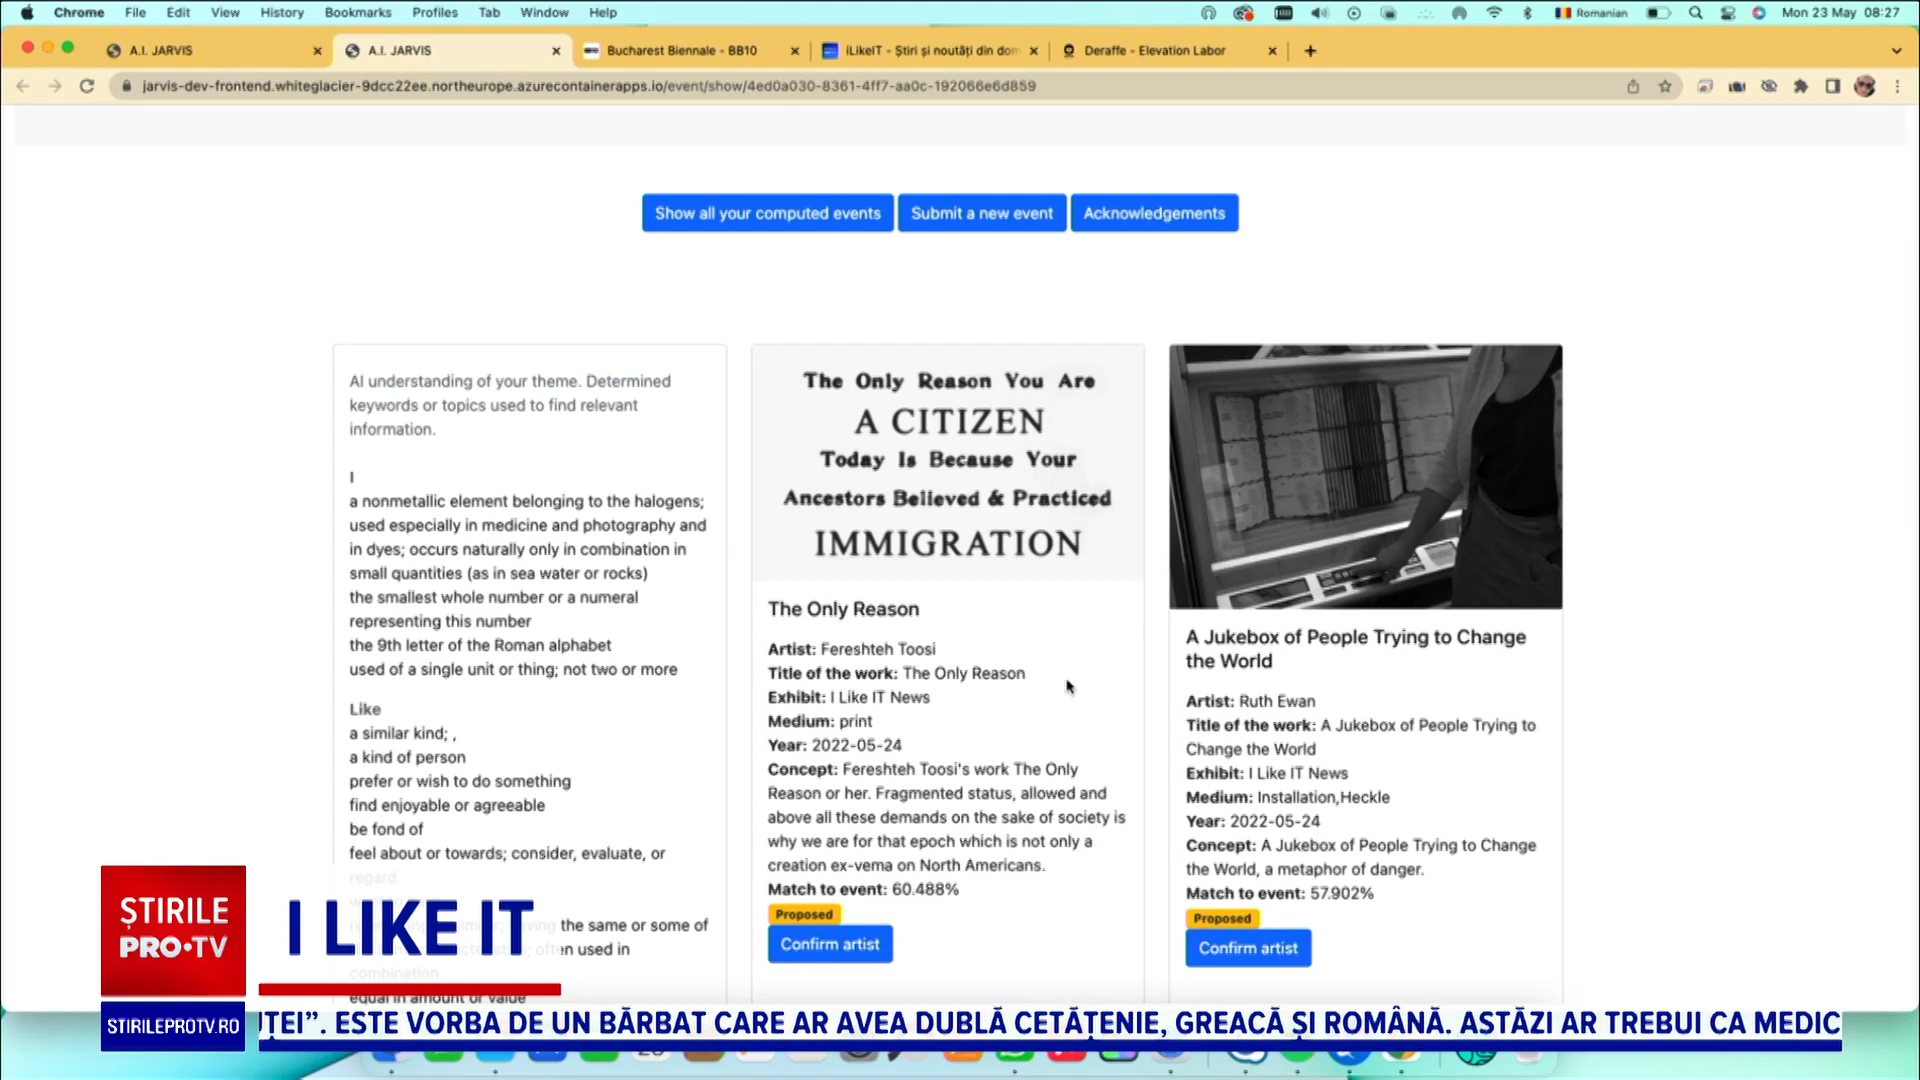 Chrome File Edit View History Bookmarks Profiles Tab Window Help Romanian Mon 23 May 08:27
A.I. JARVIS A.I. JARVIS Bucharest Biennale - BB10 iLikeIT - Știri și noutăți din dom Deraffe - Elevation Labor
jarvis-dev-frontend.whiteglacier-9dcc22ee.northeurope.azurecontainerapps.io/event/show/4ed0a030-8361-4ff7-aa0c-192066e6d859
Show all your computed events Submit a new event Acknowledgements
AI understanding of your theme. Determined
keywords or topics used to find relevant
information.
I
a nonmetallic element belonging to the halogens;
used especially in medicine and photography and
in dyes; occurs naturally only in combination in
small quantities (as in sea water or rocks)
the smallest whole number or a numeral
representing this number
the 9th letter of the Roman alphabet
used of a single unit or thing; not two or more
Like
a similar kind; ,
a kind of person
prefer or wish to do something
find enjoyable or agreeable
be fond of
feel about or towards; consider, evaluate, or
regard
the same or some of
often used in
combination
equal in amount or value
The Only Reason You Are
A CITIZEN
Today Is Because Your
Ancestors Believed & Practiced
IMMIGRATION
The Only Reason
Artist: Fereshteh Toosi
Title of the work: The Only Reason
Exhibit: I Like IT News
Medium: print
Year: 2022-05-24
Concept: Fereshteh Toosi's work The Only
Reason or her. Fragmented status, allowed and
above all these demands on the sake of society is
why we are for that epoch which is not only a
creation ex-vema on North Americans.
Match to event: 60.488%
Proposed
Confirm artist
A Jukebox of People Trying to Change
the World
Artist: Ruth Ewan
Title of the work: A Jukebox of People Trying to
Change the World
Exhibit: I Like IT News
Medium: Installation,Heckle
Year: 2022-05-24
Concept: A Jukebox of People Trying to Change
the World, a metaphor of danger.
Match to event: 57.902%
Proposed
Confirm artist
ȘTIRILE
PRO•TV
I LIKE IT
STIRILEPROTV.RO
ȚEI”. ESTE VORBA DE UN BĂRBAT CARE AR AVEA DUBLĂ CETĂȚENIE, GREACĂ ȘI ROMÂNĂ. ASTĂZI AR TREBUI CA MEDIC